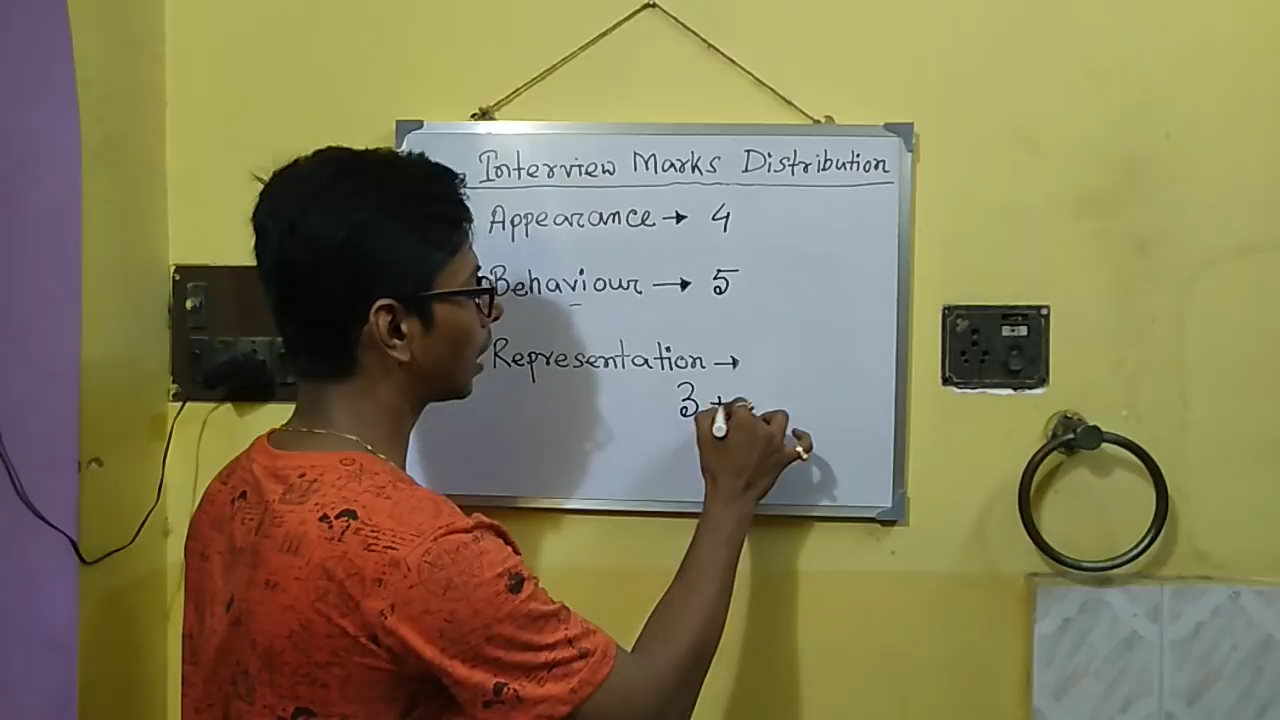 Interview Marks Distribution
Appearance → 4
Behaviour → 5
Representation →
3 +